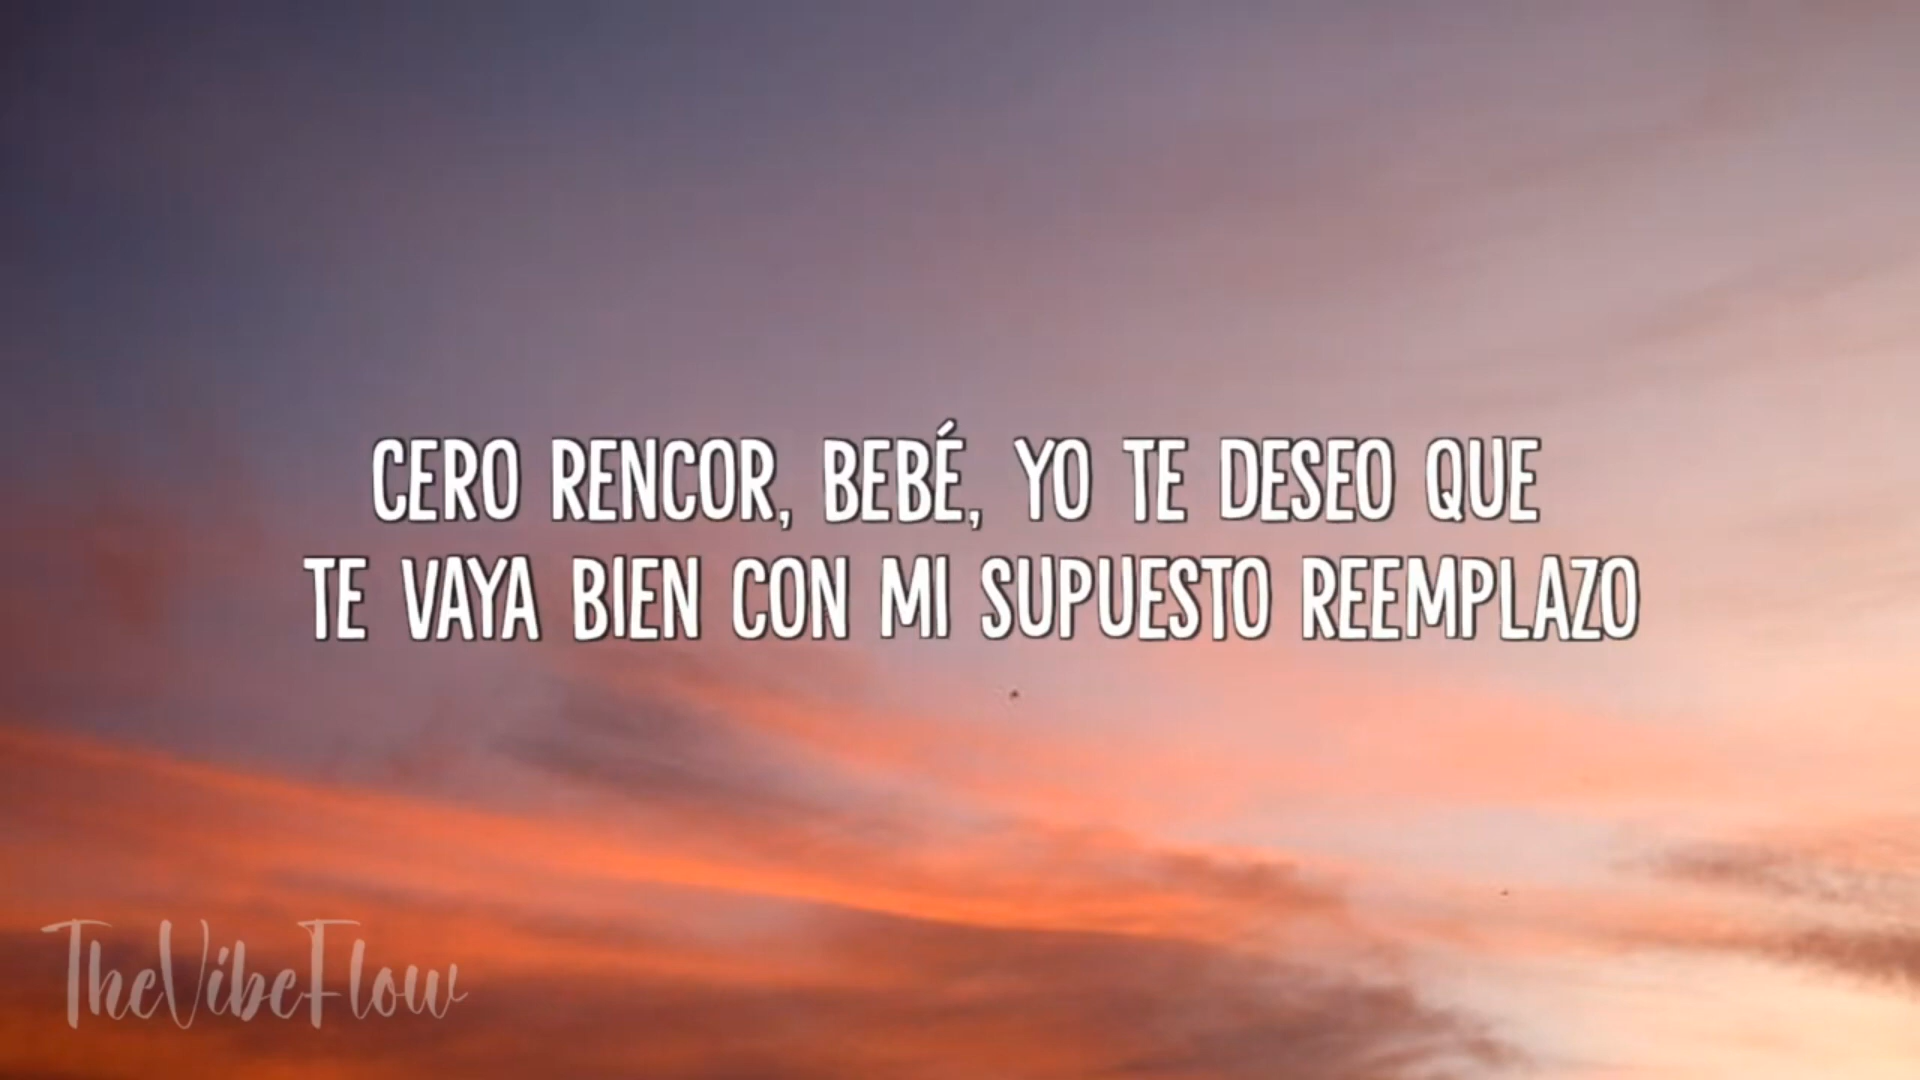 CERO RENCOR, BEBÉ, YO TE DESEO QUE
TE VAYA BIEN CON MI SUPUESTO REEMPLAZO
TheVibeFlow